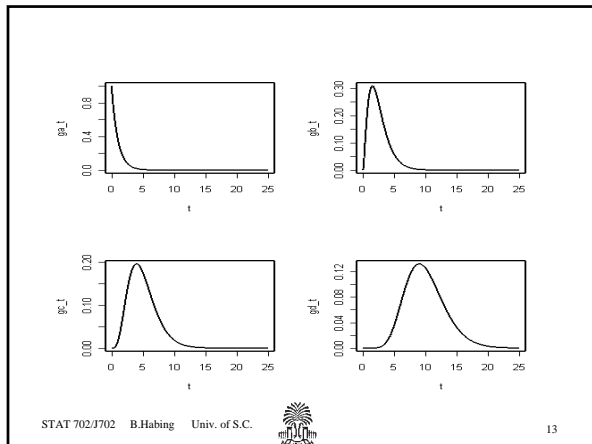 ga_t
0.0 0.4 0.8
0 5 10 15 20 25
t
gb_t
0.00 0.10 0.20 0.30
0 5 10 15 20 25
t
gc_t
0.00 0.10 0.20
0 5 10 15 20 25
t
gd_t
0.00 0.04 0.08 0.12
0 5 10 15 20 25
t
STAT 702/J702 B.Habing Univ. of S.C.
13